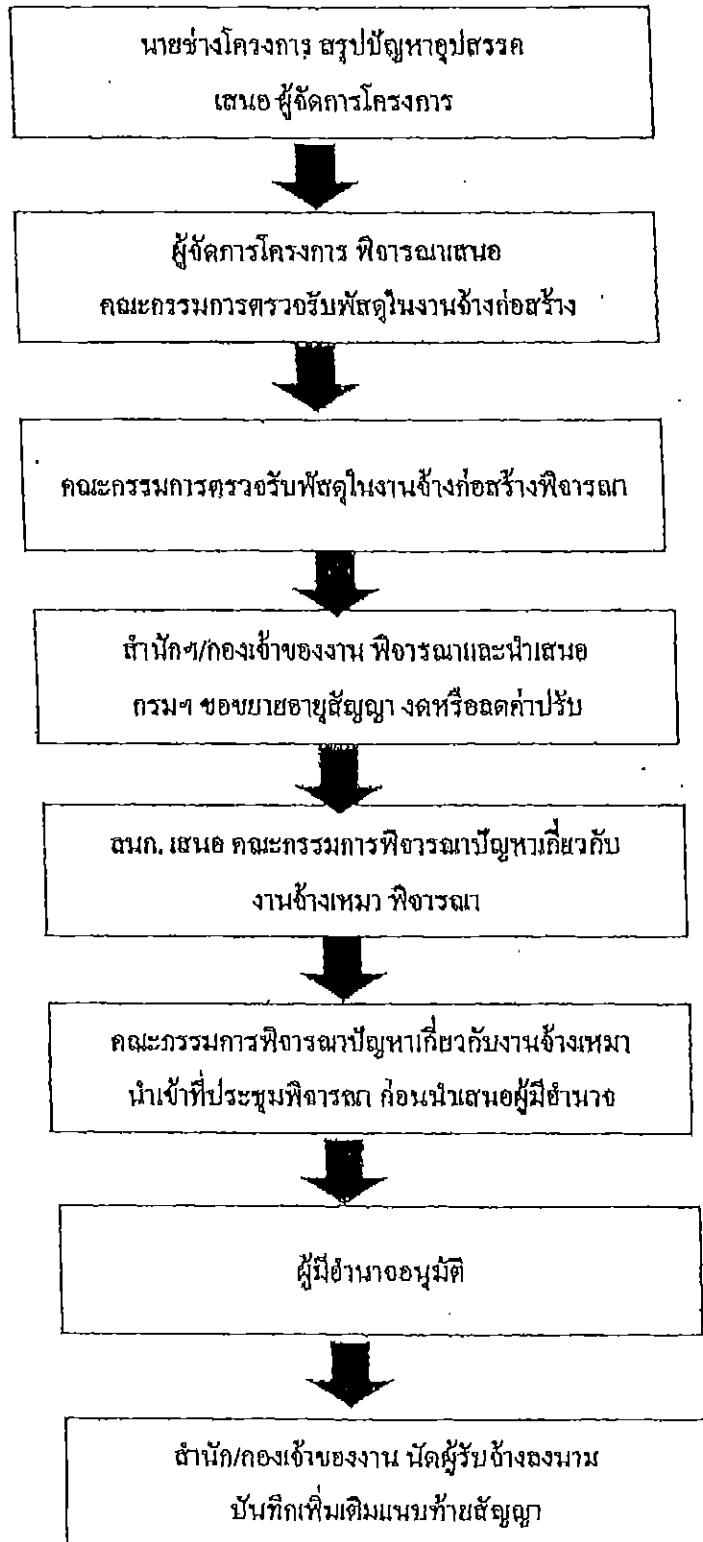 นายช่างโครงการ สรุปปัญหาอุปสรรค
เสนอ ผู้จัดการโครงการ
ผู้จัดการโครงการ พิจารณาเสนอ
คณะกรรมการตรวจรับพัสดุในงานจ้างก่อสร้าง
คณะกรรมการตรวจรับพัสดุในงานจ้างก่อสร้างพิจารณา
สำนักฯ/กองเจ้าของงาน พิจารณาและนำเสนอ
กรมฯ ขอขยายอายุสัญญา งดหรือลดค่าปรับ
สนก. เสนอ คณะกรรมการพิจารณาปัญหาเกี่ยวกับ
งานจ้างเหมา พิจารณา
คณะกรรมการพิจารณาปัญหาเกี่ยวกับงานจ้างเหมา
นำเข้าที่ประชุมพิจารณา ก่อนนำเสนอผู้มีอำนาจ
ผู้มีอำนาจอนุมัติ
สำนัก/กองเจ้าของงาน นัดผู้รับจ้างลงนาม
บันทึกเพิ่มเติมแนบท้ายสัญญา